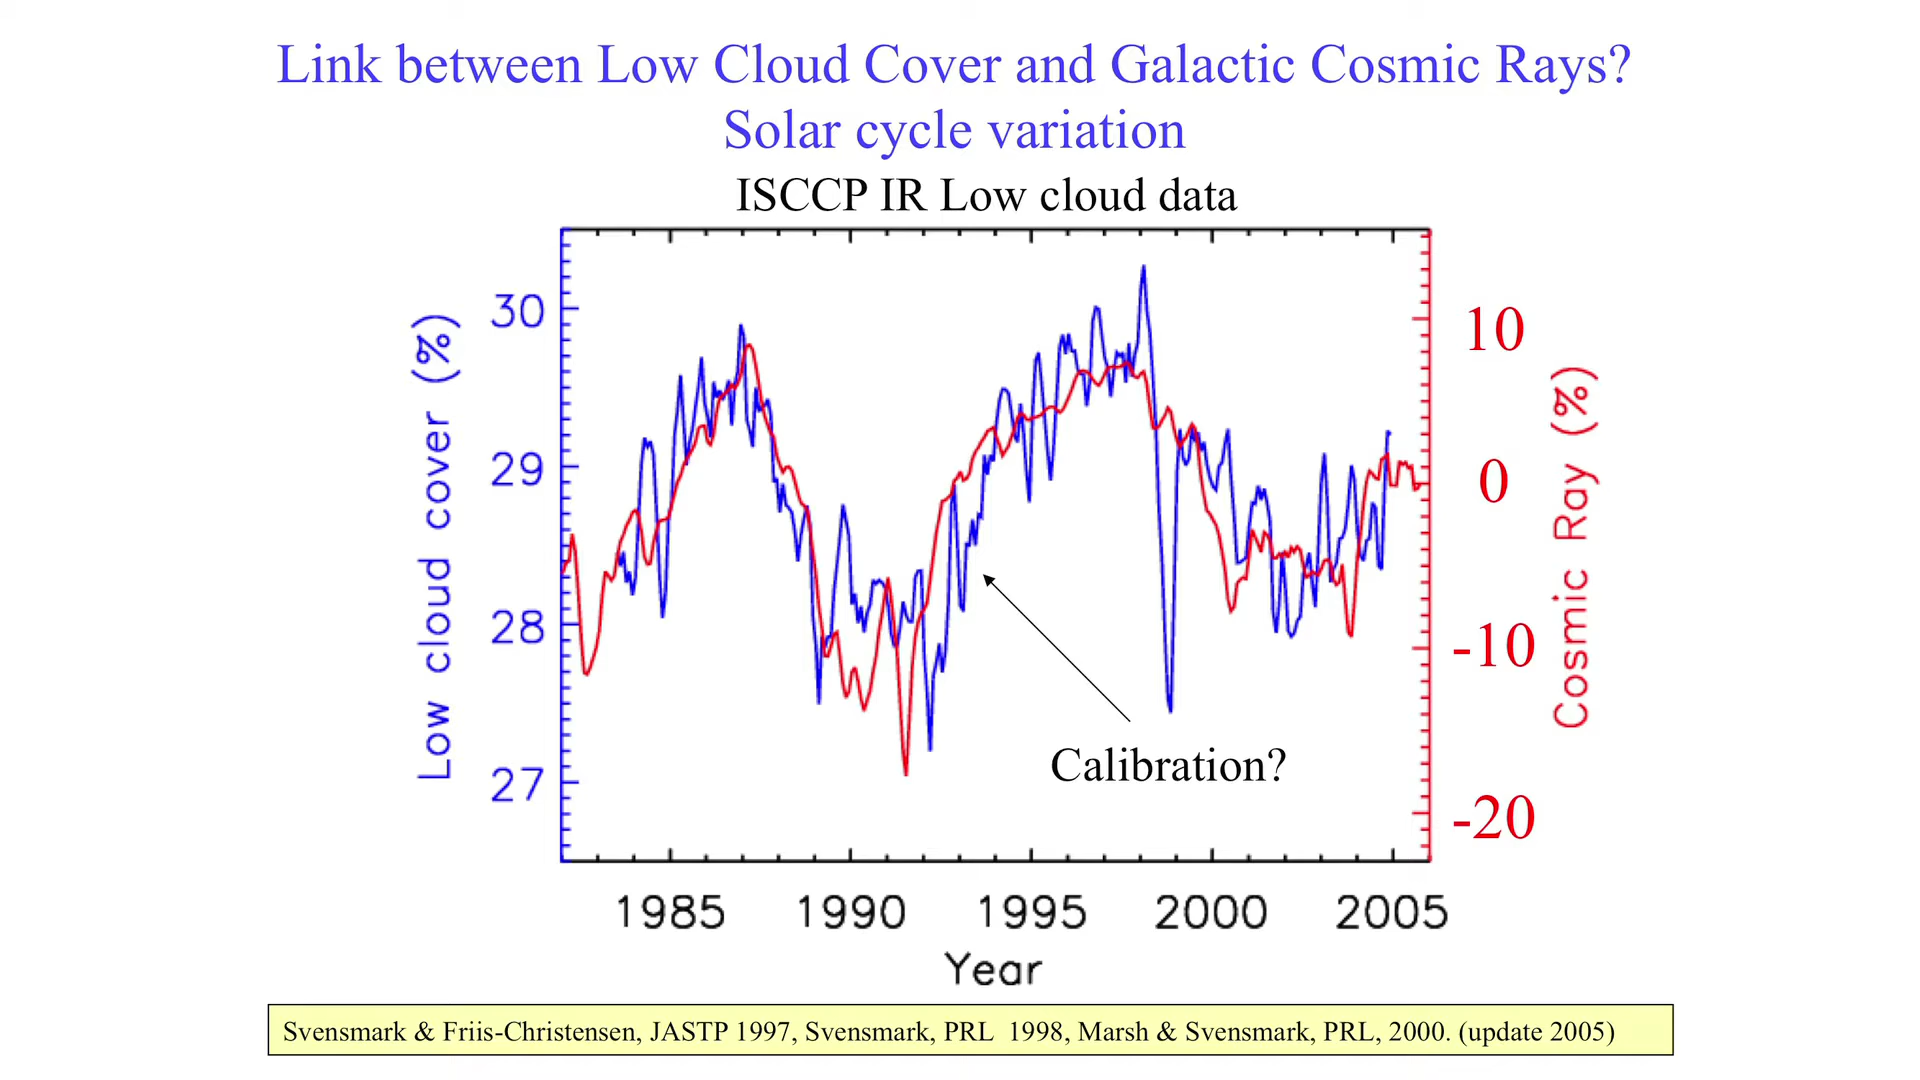 Link between Low Cloud Cover and Galactic Cosmic Rays?
Solar cycle variation
ISCCP IR Low cloud data
Low cloud cover (%)
30
29
28
27
10
0
-10
-20
Cosmic Ray (%)
Calibration?
1985 1990 1995 2000 2005
Year
Svensmark & Friis-Christensen, JASTP 1997, Svensmark, PRL 1998, Marsh & Svensmark, PRL, 2000. (update 2005)